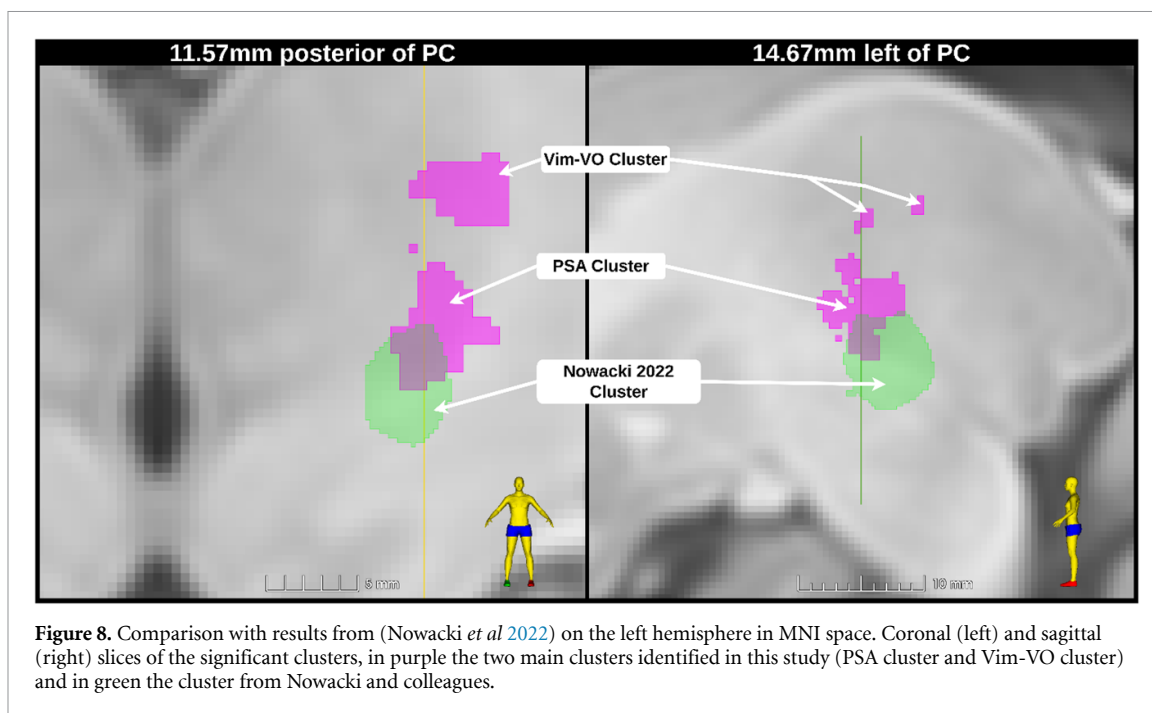 11.57mm posterior of PC
14.67mm left of PC
Vim-VO Cluster
PSA Cluster
Nowacki 2022
Cluster
5 mm
10 mm
Figure 8. Comparison with results from (Nowacki et al 2022) on the left hemisphere in MNI space. Coronal (left) and sagittal
(right) slices of the significant clusters, in purple the two main clusters identified in this study (PSA cluster and Vim-VO cluster)
and in green the cluster from Nowacki and colleagues.